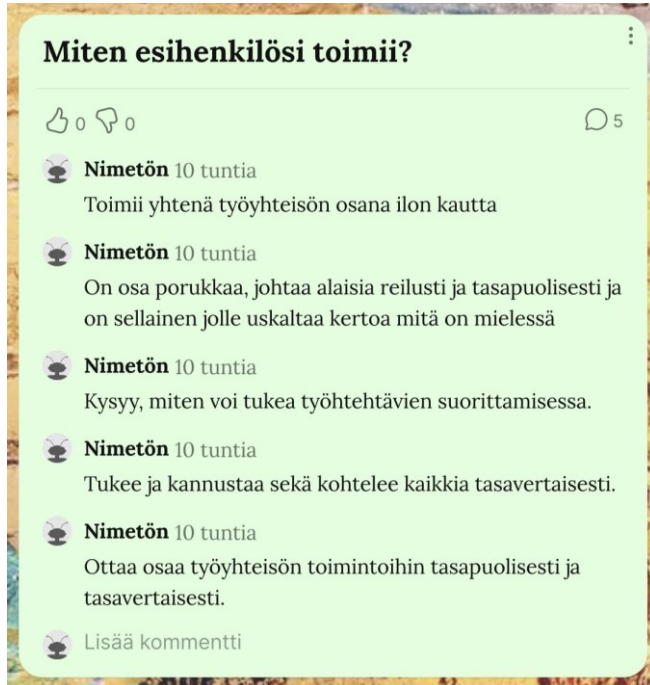 Miten esihenkilösi toimii?
0 0 5
Nimetön 10 tuntia
Toimii yhtenä työyhteisön osana ilon kautta
Nimetön 10 tuntia
On osa porukkaa, johtaa alaisia reilusti ja tasapuolisesti ja
on sellainen jolle uskaltaa kertoa mitä on mielessä
Nimetön 10 tuntia
Kysyy, miten voi tukea työhtehtävien suorittamisessa.
Nimetön 10 tuntia
Tukee ja kannustaa sekä kohtelee kaikkia tasavertaisesti.
Nimetön 10 tuntia
Ottaa osaa työyhteisön toimintoihin tasapuolisesti ja
tasavertaisesti.
Lisää kommentti